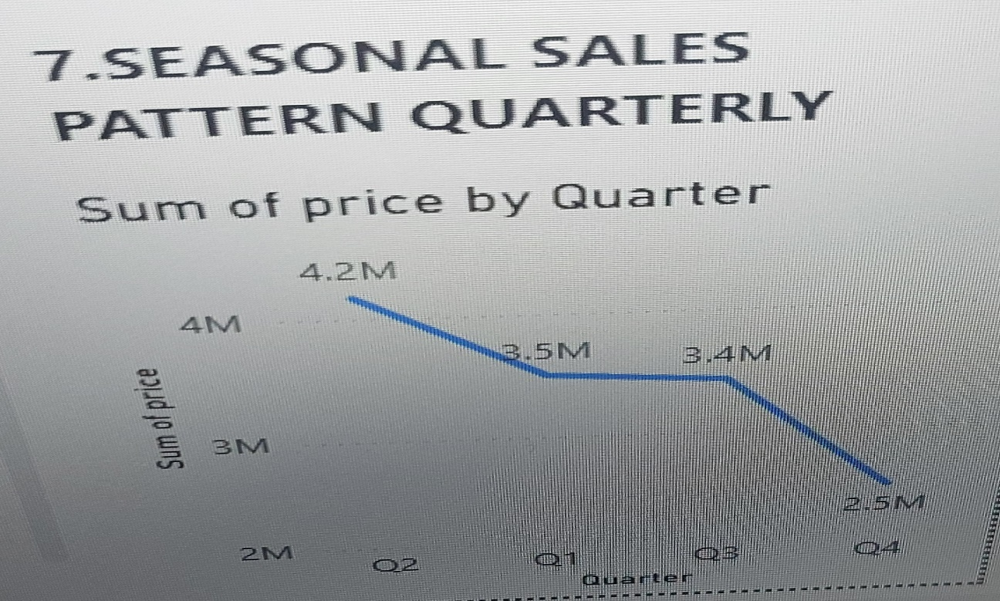 7.SEASONAL SALES
PATTERN QUARTERLY
Sum of price by Quarter
4.2M
4M
3.5M
3.4M
Sum of price
3M
2.5M
2M
Q2
Q1
Q3
Q4
Quarter